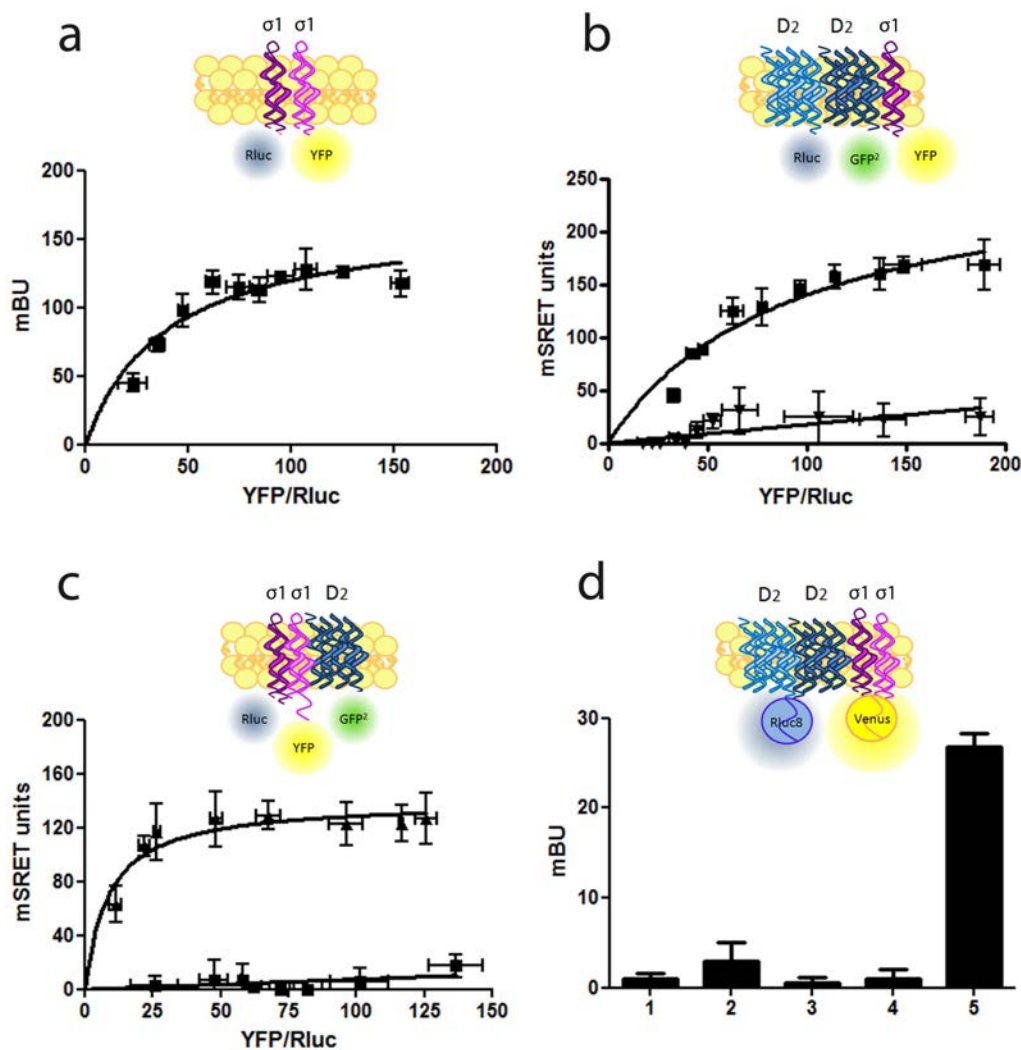 a
σ1 σ1
Rluc YFP
200
150
100
50
0
mBU
0 50 100 150 200
YFP/Rluc
b
D2 D2 σ1
Rluc GFP² YFP
250
200
150
100
50
0
mSRET units
0 50 100 150 200
YFP/Rluc
c
σ1 σ1 D2
Rluc YFP GFP²
200
160
120
80
40
0
mSRET units
0 25 50 75 100 125 150
YFP/Rluc
d
D2 D2 σ1 σ1
Rluc8 Venus
30
20
10
0
mBU
1 2 3 4 5